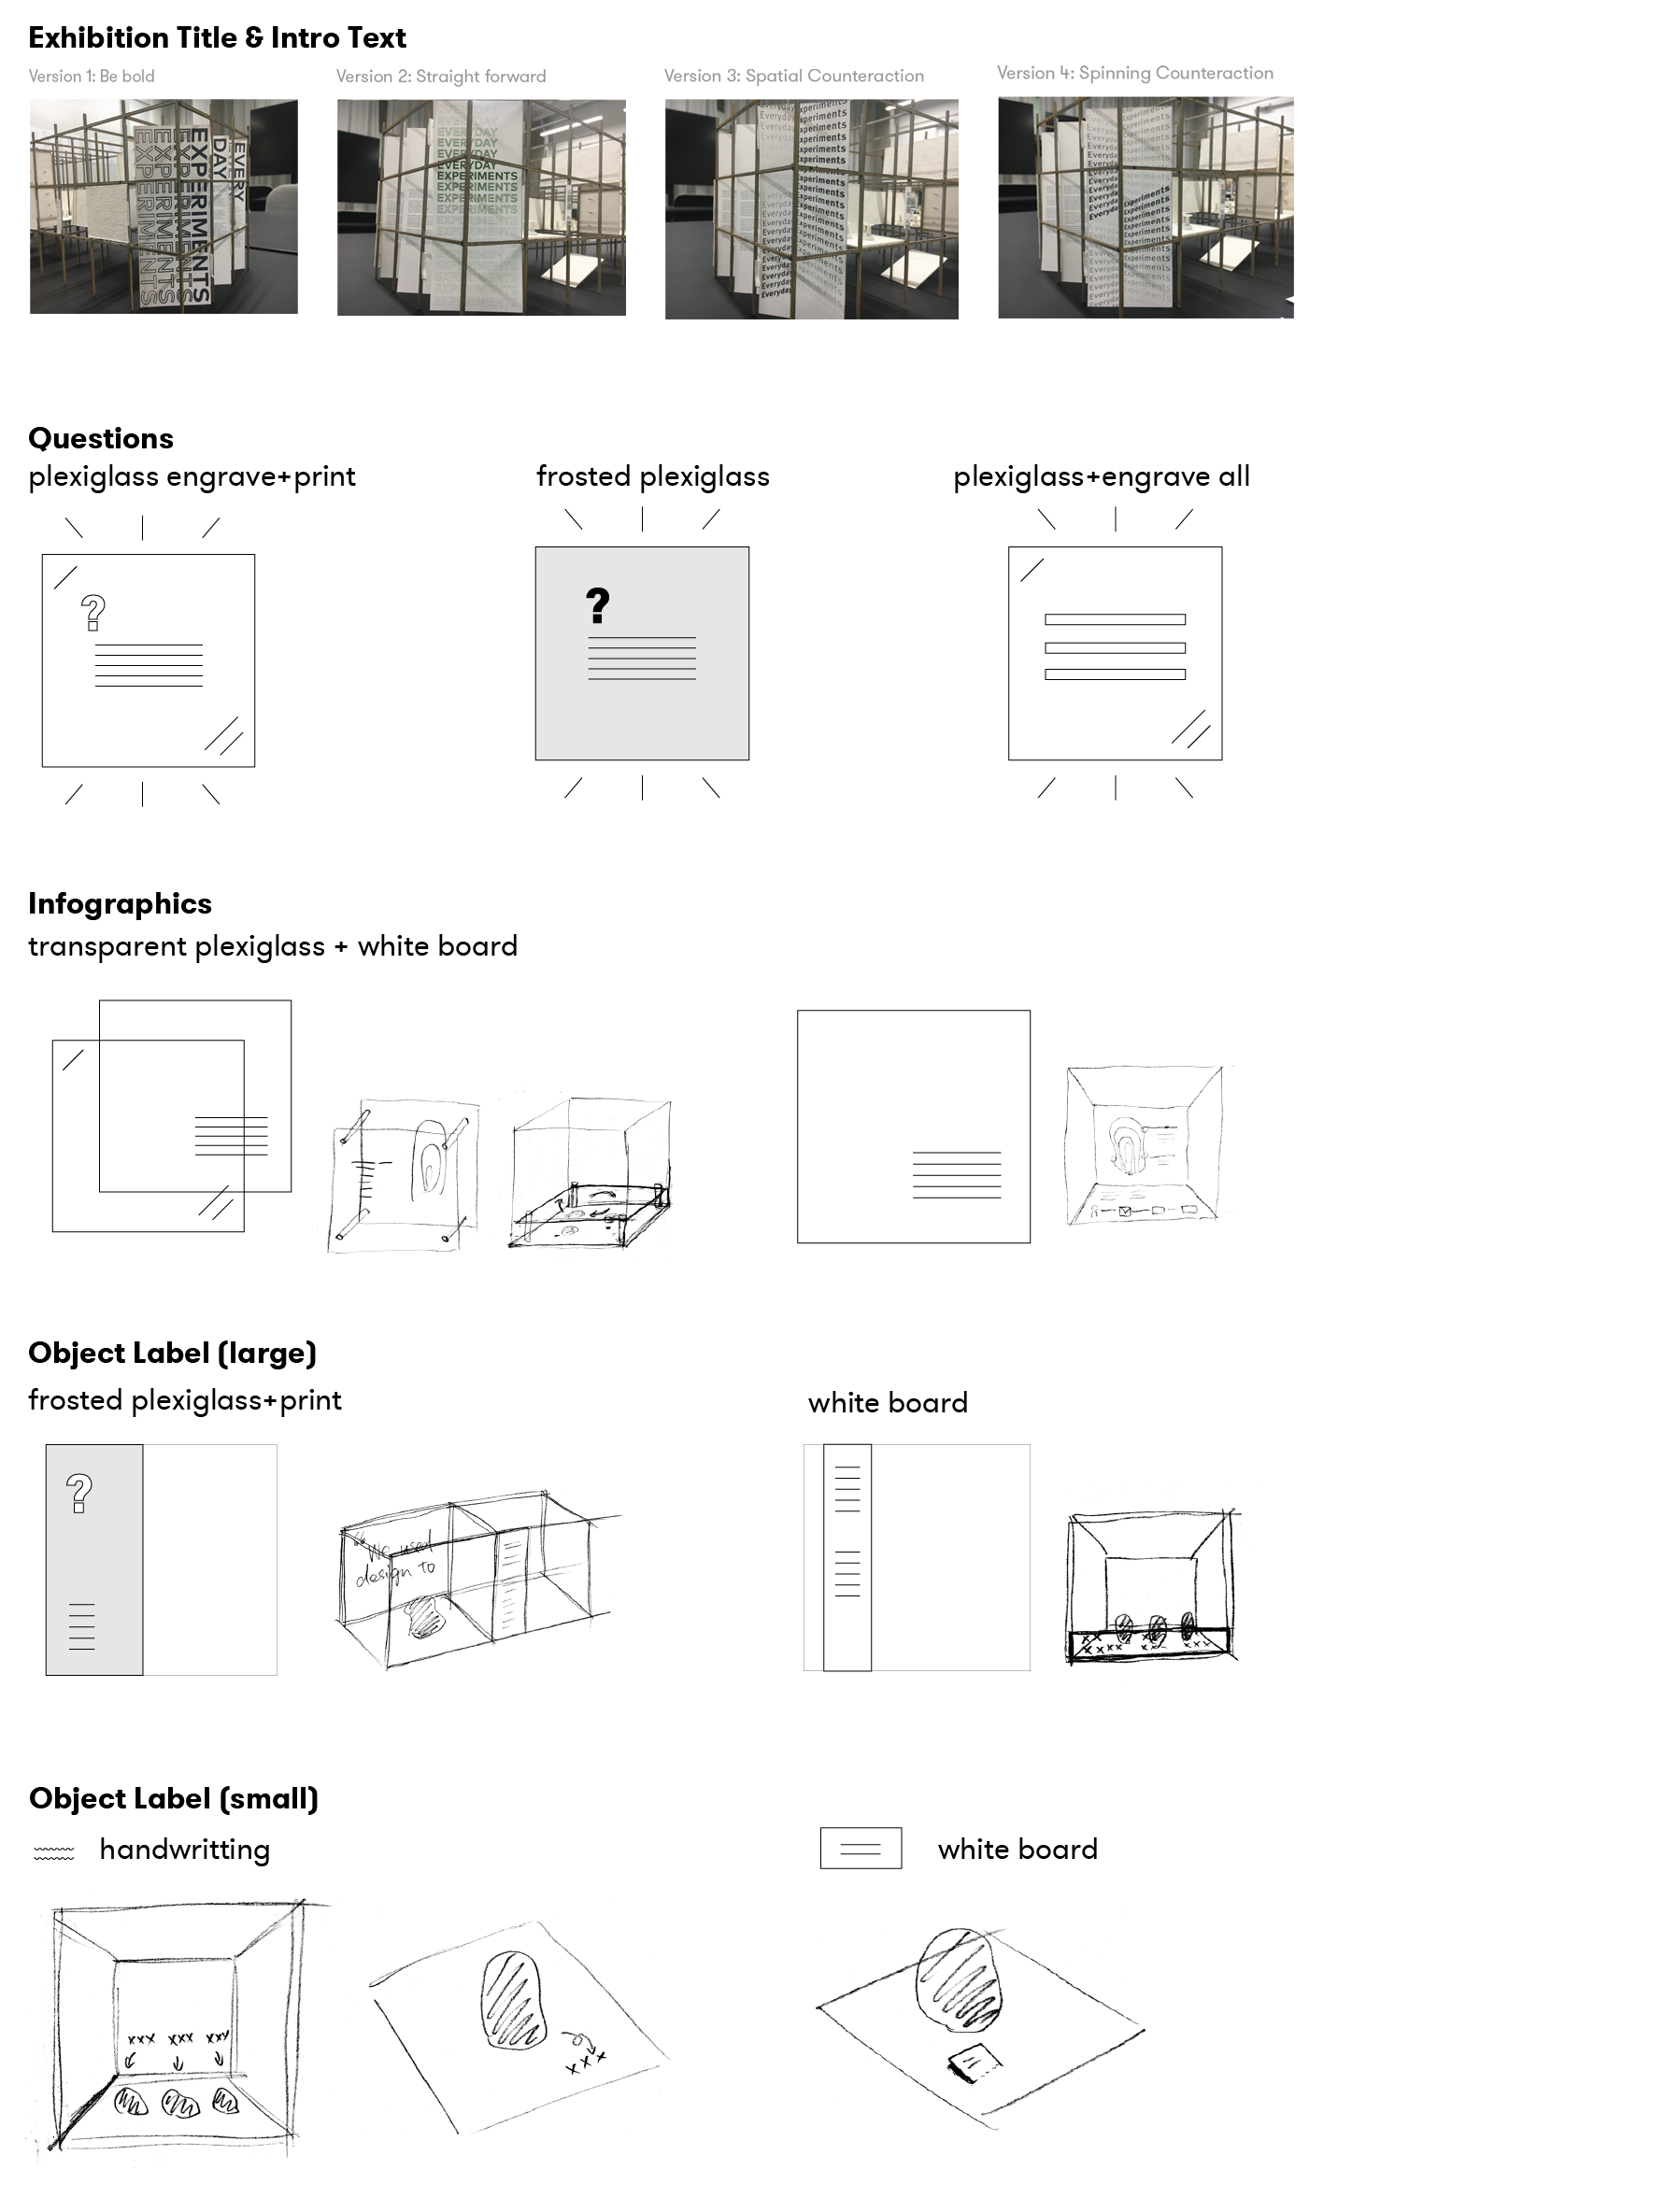 Exhibition Title & Intro Text
Version 1: Be bold
Version 2: Straight forward
Version 3: Spatial Counteraction
Version 4: Spinning Counteraction
EXPERIMENTS
EXPERIMENTS
EXPERIMENTS
EXPERIMENTS
DAY
EVERY
EVERYDAY
EVERYDAY
EVERYDAY
EVERYDAY
EVERYDAY
EXPERIMENTS
EXPERIMENTS
EXPERIMENTS
EXPERIMENTS
Everyday Experiments
Everyday Experiments
Questions
plexiglass engrave+print
frosted plexiglass
plexiglass+engrave all
?
?
Infographics
transparent plexiglass + white board
Object Label (large)
frosted plexiglass+print
white board
?
"We used
design to
Object Label (small)
handwritting
white board
xxx xxx xxy
xxx